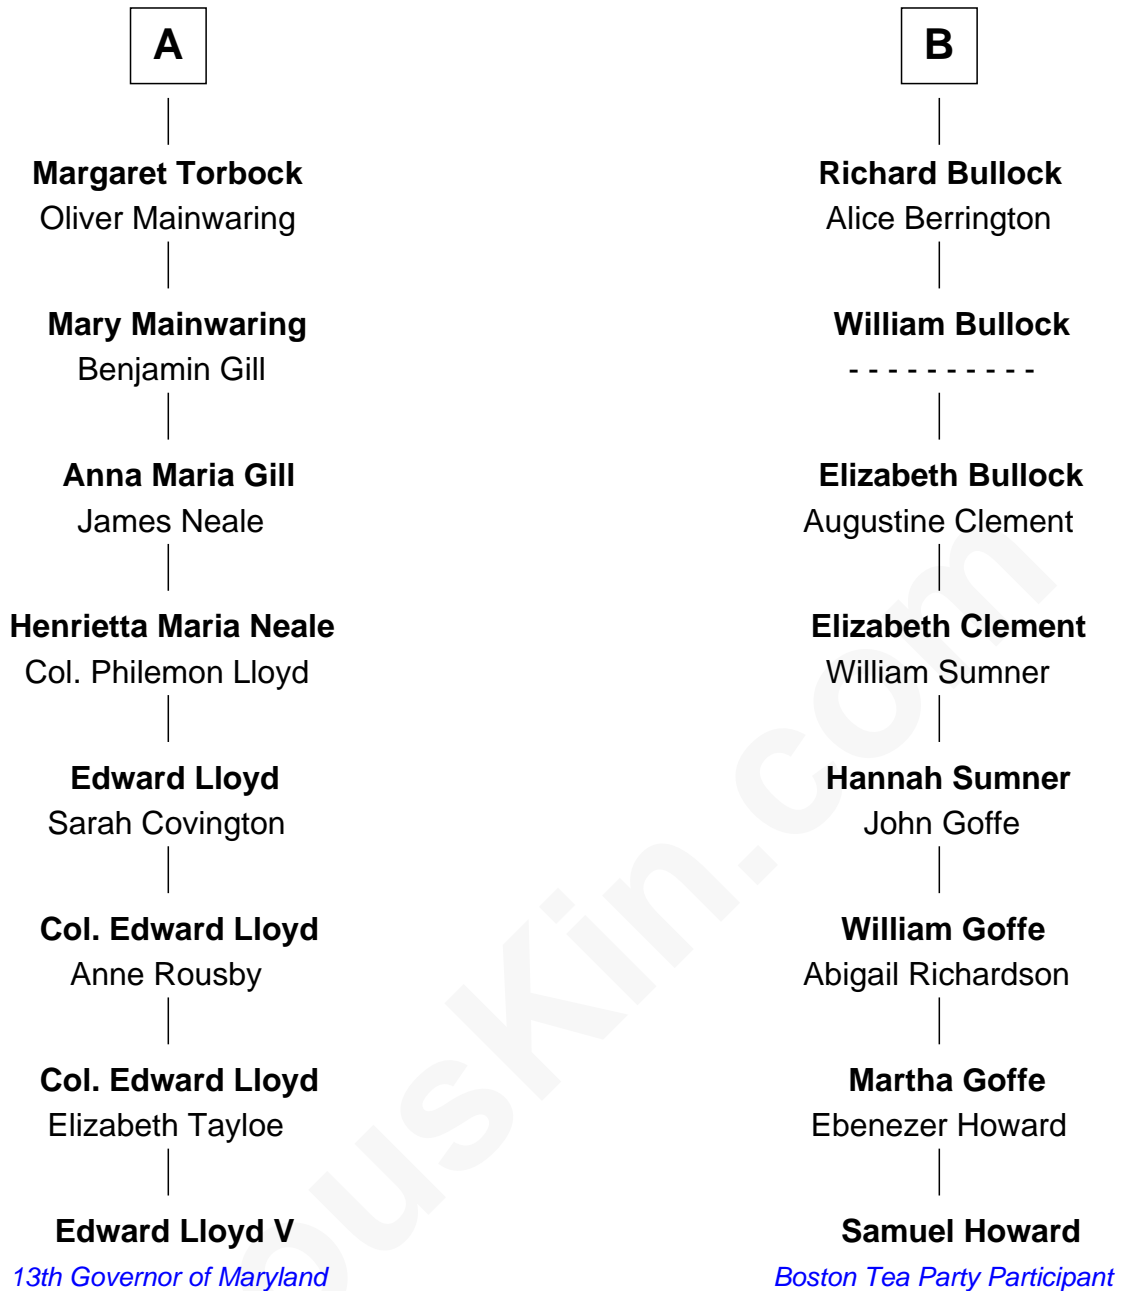 A
Margaret Torbock
Oliver Mainwaring
Mary Mainwaring
Benjamin Gill
Anna Maria Gill
James Neale
Henrietta Maria Neale
Col. Philemon Lloyd
Edward Lloyd
Sarah Covington
Col. Edward Lloyd
Anne Rousby
Col. Edward Lloyd
Elizabeth Tayloe
Edward Lloyd V
13th Governor of Maryland
B
Richard Bullock
Alice Berrington
William Bullock
- - - - - - - - - -
Elizabeth Bullock
Augustine Clement
Elizabeth Clement
William Sumner
Hannah Sumner
John Goffe
William Goffe
Abigail Richardson
Martha Goffe
Ebenezer Howard
Samuel Howard
Boston Tea Party Participant